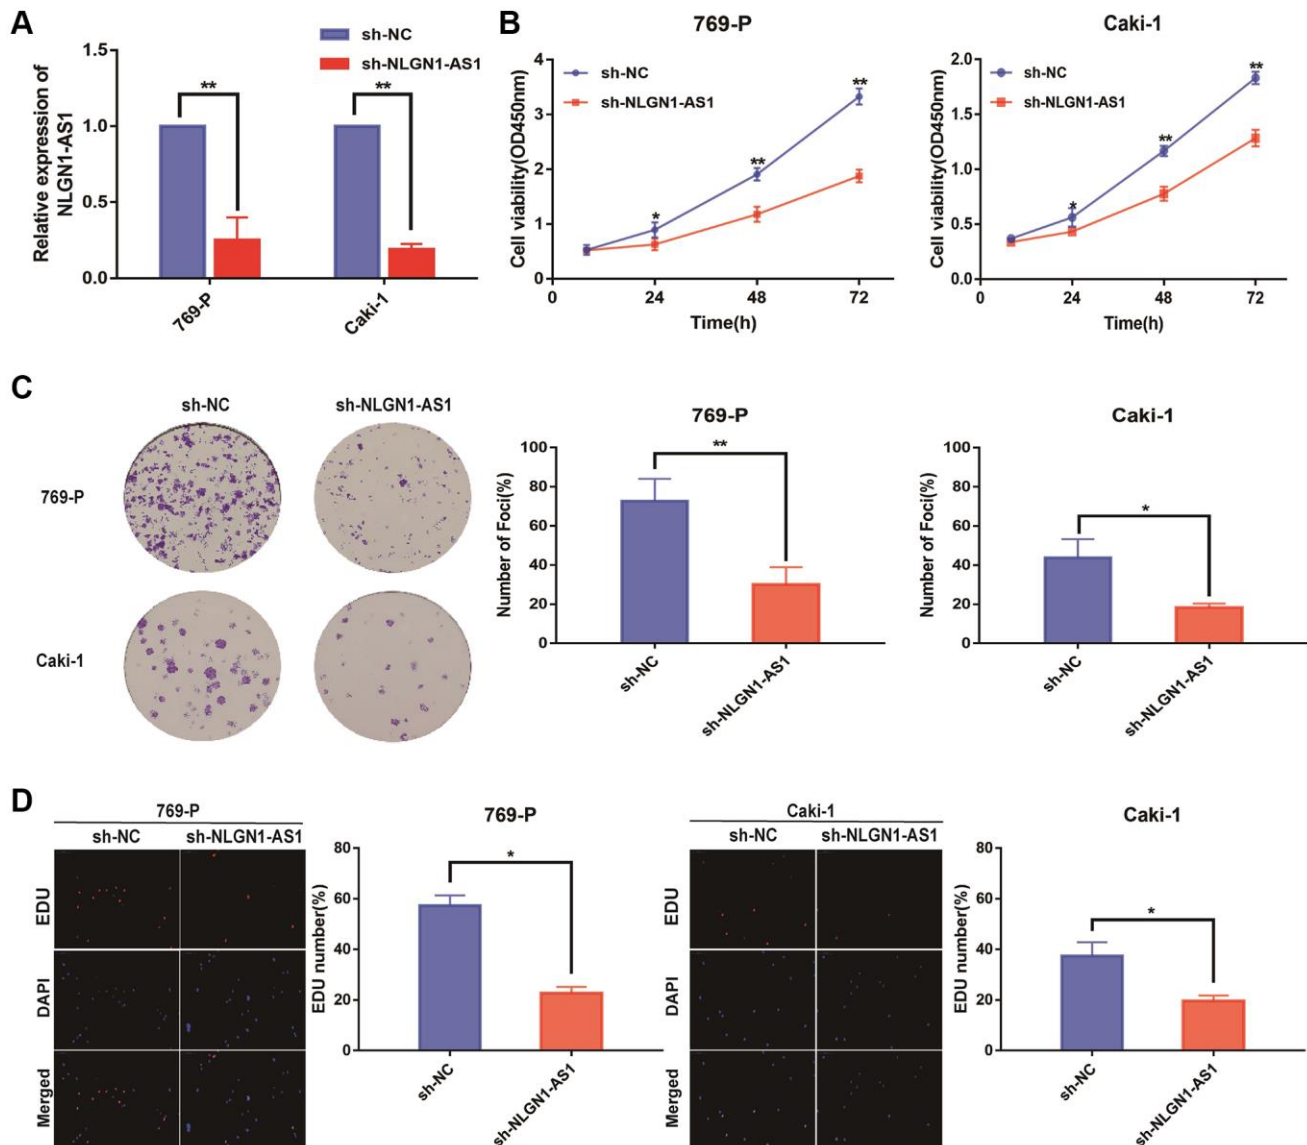 A
sh-NC
sh-NLGN1-AS1
Relative expression of
NLGN1-AS1
1.5
1.0
0.5
0.0
**
**
769-P
Caki-1
B
769-P
sh-NC
sh-NLGN1-AS1
Cell viability(OD450nm)
4
3
2
1
0
*
**
**
0
24
48
72
Time(h)
Caki-1
sh-NC
sh-NLGN1-AS1
Cell viability(OD450nm)
2.0
1.5
1.0
0.5
0.0
*
**
**
0
24
48
72
Time(h)
C
sh-NC
sh-NLGN1-AS1
769-P
Caki-1
769-P
Number of Foci(%)
100
80
60
40
20
0
**
sh-NC
sh-NLGN1-AS1
Caki-1
Number of Foci(%)
100
80
60
40
20
0
*
sh-NC
sh-NLGN1-AS1
D
769-P
sh-NC
sh-NLGN1-AS1
EDU
DAPI
Merged
769-P
EDU number(%)
80
60
40
20
0
*
sh-NC
sh-NLGN1-AS1
Caki-1
sh-NC
sh-NLGN1-AS1
EDU
DAPI
Merged
Caki-1
EDU number(%)
80
60
40
20
0
*
sh-NC
sh-NLGN1-AS1